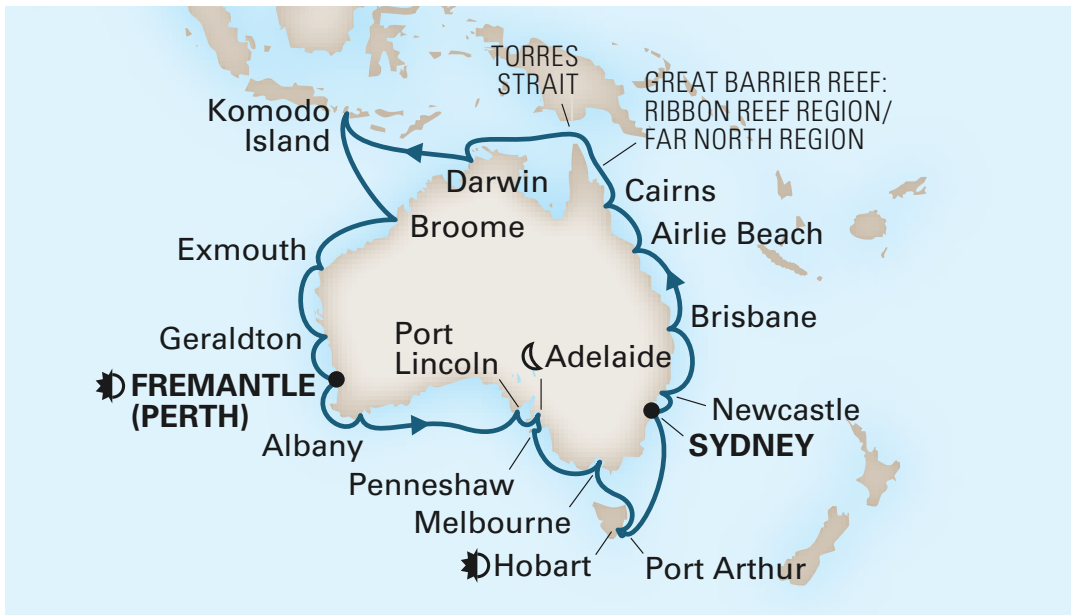 TORRES
STRAIT
GREAT BARRIER REEF:
RIBBON REEF REGION/
FAR NORTH REGION
Komodo
Island
Darwin
Cairns
Broome
Airlie Beach
Exmouth
Brisbane
Geraldton
Port
Lincoln
Adelaide
FREMANTLE
(PERTH)
Newcastle
SYDNEY
Albany
Penneshaw
Melbourne
Hobart
Port Arthur